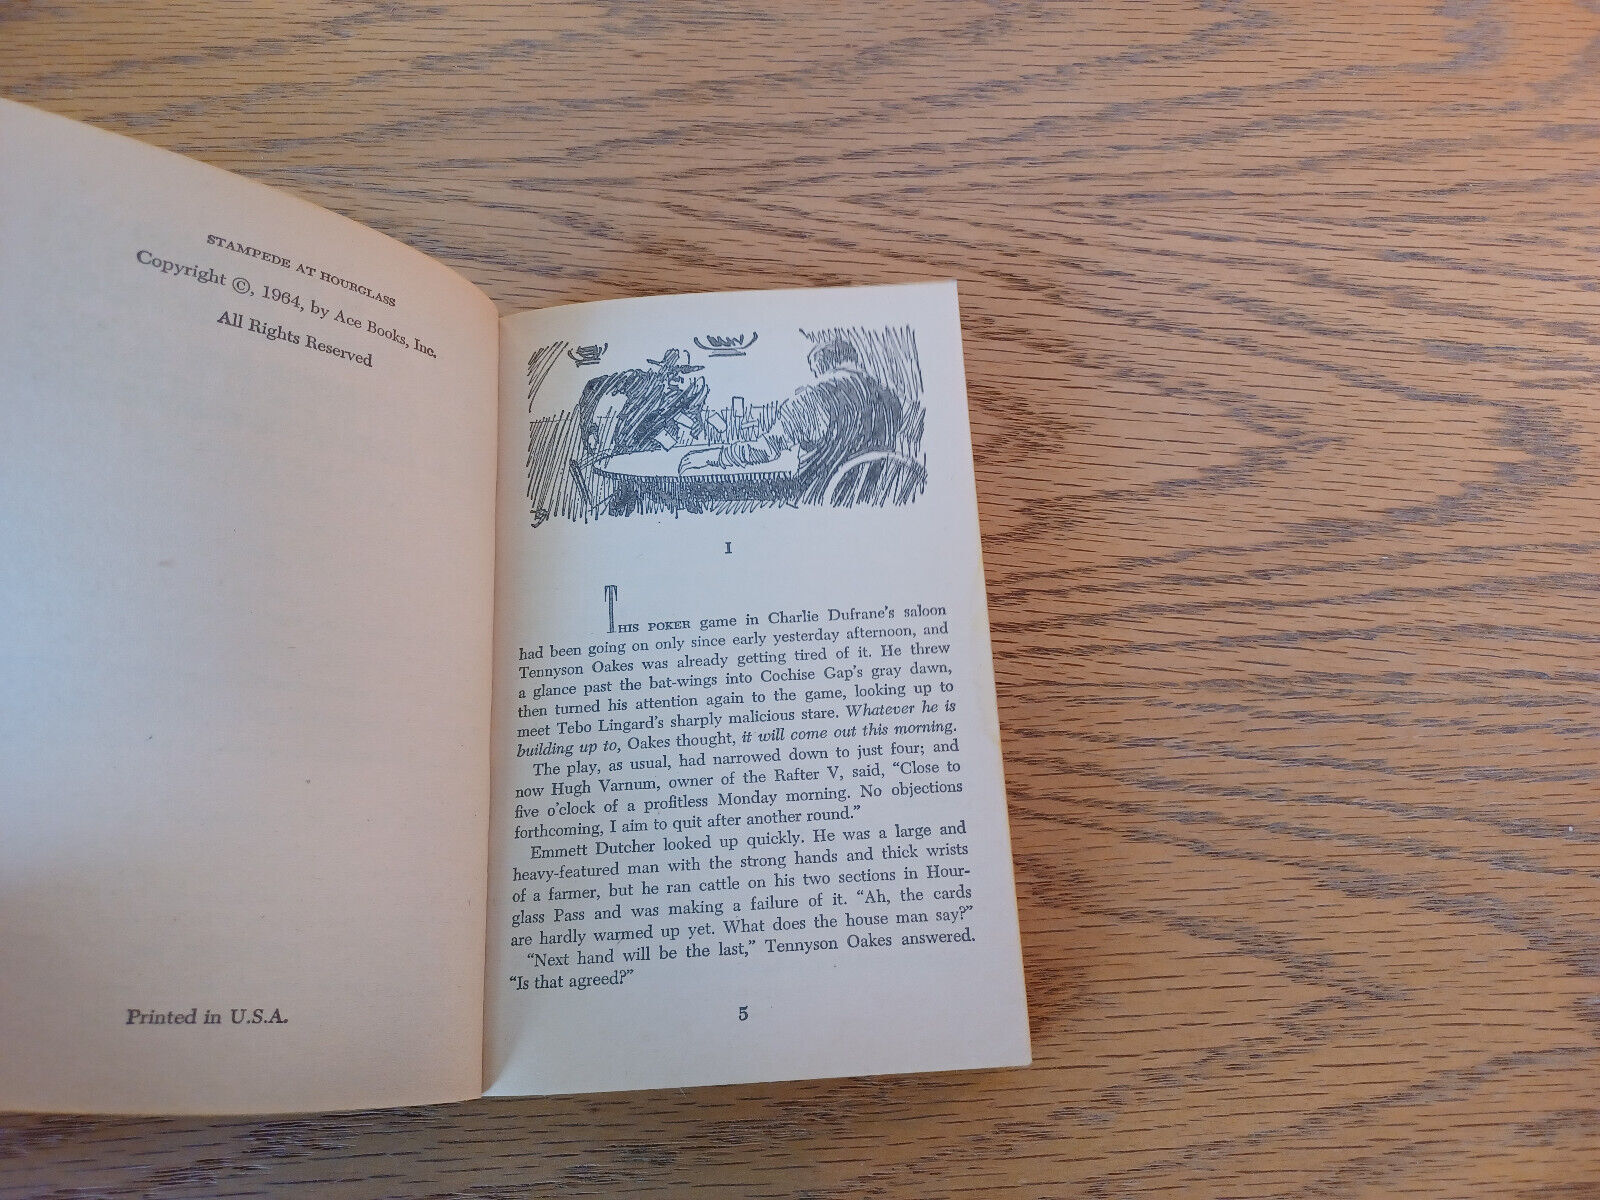 STAMPEDE AT HOURGLASS
Copyright ©, 1964, by Ace Books, Inc.
All Rights Reserved
Printed in U.S.A.
I
THIS POKER game in Charlie Dufrane's saloon
had been going on only since early yesterday afternoon, and
Tennyson Oakes was already getting tired of it. He threw
a glance past the bat-wings into Cochise Gap's gray dawn,
then turned his attention again to the game, looking up to
meet Tebo Lingard's sharply malicious stare. Whatever he is
building up to, Oakes thought, it will come out this morning.
The play, as usual, had narrowed down to just four; and
now Hugh Varnum, owner of the Rafter V, said, “Close to
five o'clock of a profitless Monday morning. No objections
forthcoming, I aim to quit after another round.”
Emmett Dutcher looked up quickly. He was a large and
heavy-featured man with the strong hands and thick wrists
of a farmer, but he ran cattle on his two sections in Hour-
glass Pass and was making a failure of it. “Ah, the cards
are hardly warmed up yet. What does the house man say?”
“Next hand will be the last,” Tennyson Oakes answered.
“Is that agreed?”
5